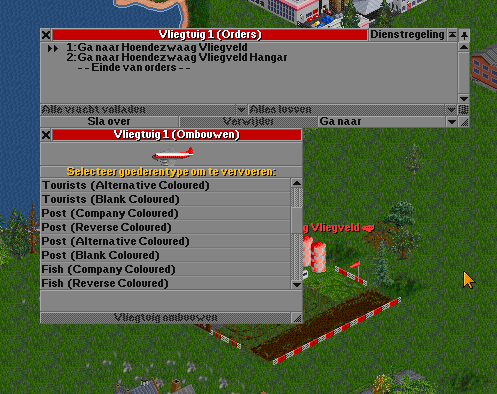 Vliegtuig 1 (Orders)
Dienstregeling
1: Ga naar Hoendezwaag Vliegveld
2: Ga naar Hoendezwaag Vliegveld Hangar
- - Einde van orders - -
Alle vracht volladen
Alles lossen
Sla over
Verwijder
Ga naar
Vliegtuig 1 (Ombouwen)
Selecteer goederentype om te vervoeren:
Tourists (Alternative Coloured)
Tourists (Blank Coloured)
Post (Company Coloured)
Post (Reverse Coloured)
Post (Alternative Coloured)
Post (Blank Coloured)
Fish (Company Coloured)
Fish (Reverse Coloured)
Vliegtuig ombouwen
g Vliegveld